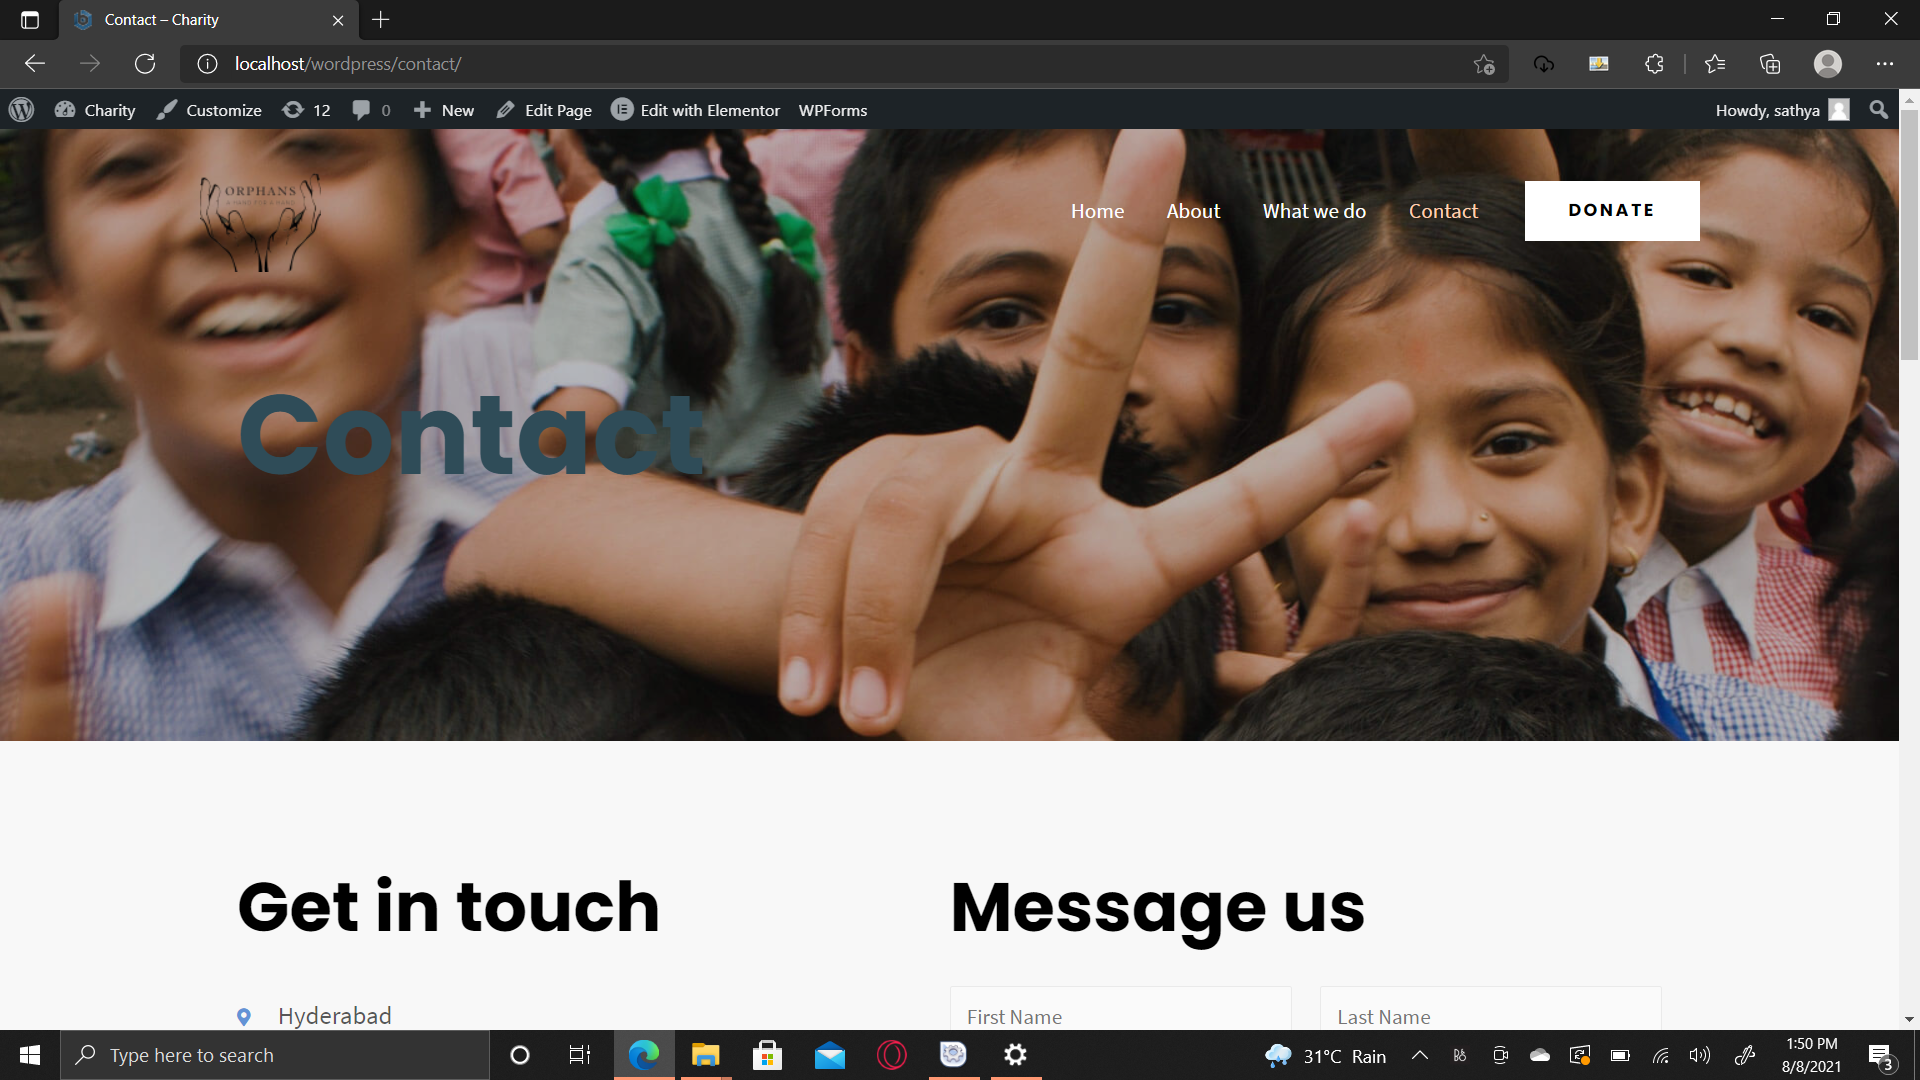 Contact – Charity
localhost/wordpress/contact/
Charity Customize 12 0 New Edit Page Edit with Elementor WPForms Howdy, sathya
ORPHANS
Home About What we do Contact DONATE
Contact
Get in touch
Message us
Hyderabad
First Name
Last Name
Type here to search
31°C Rain
1:50 PM
8/8/2021
3